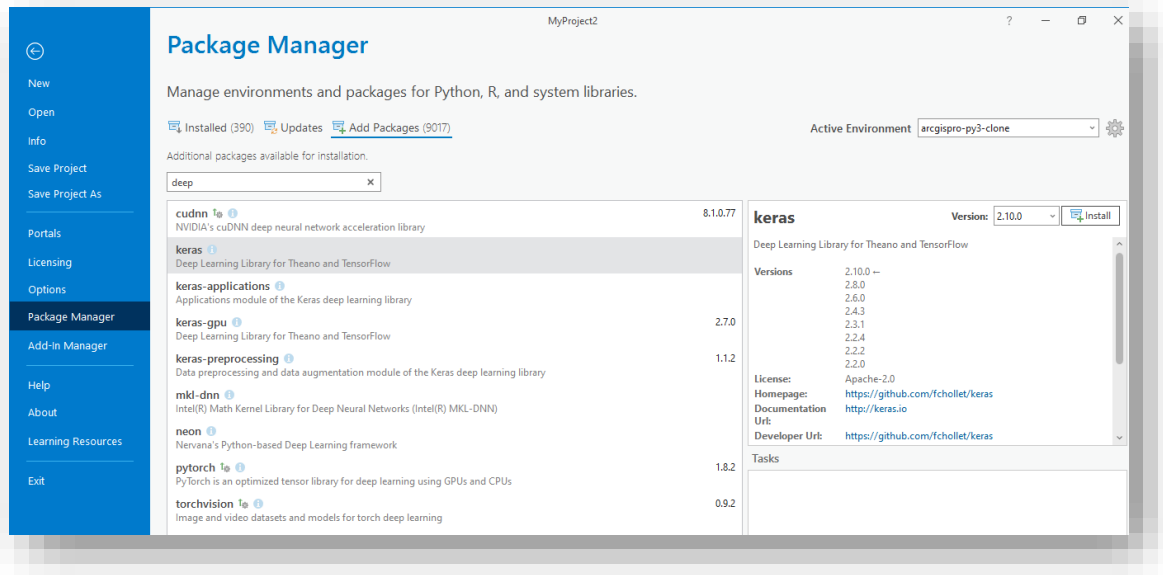 MyProject2
?
Package Manager
New
Open
Info
Save Project
Save Project As
Portals
Licensing
Options
Package Manager
Add-In Manager
Help
About
Learning Resources
Exit
Manage environments and packages for Python, R, and system libraries.
Installed (390) Updates Add Packages (9017)
Active Environment arcgispro-py3-clone
Additional packages available for installation.
deep
cudnn 8.1.0.77
NVIDIA's cuDNN deep neural network acceleration library
keras
Deep Learning Library for Theano and TensorFlow
keras-applications
Applications module of the Keras deep learning library
keras-gpu 2.7.0
Deep Learning Library for Theano and TensorFlow
keras-preprocessing 1.1.2
Data preprocessing and data augmentation module of the Keras deep learning library
mkl-dnn
Intel(R) Math Kernel Library for Deep Neural Networks (Intel(R) MKL-DNN)
neon
Nervana's Python-based Deep Learning framework
pytorch 1.8.2
PyTorch is an optimized tensor library for deep learning using GPUs and CPUs
torchvision 0.9.2
Image and video datasets and models for torch deep learning
keras Version: 2.10.0 Install
Deep Learning Library for Theano and TensorFlow
Versions 2.10.0 ←
2.8.0
2.6.0
2.4.3
2.3.1
2.2.4
2.2.2
2.2.0
License: Apache-2.0
Homepage: https://github.com/fchollet/keras
Documentation http://keras.io
Url:
Developer Url: https://github.com/fchollet/keras
Tasks